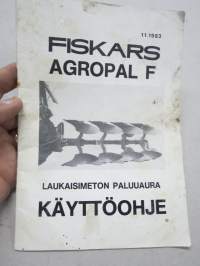 11.1983
FISKARS
AGROPAL F
LAUKAISIMETON PALUUAURA
KÄYTTÖOHJE